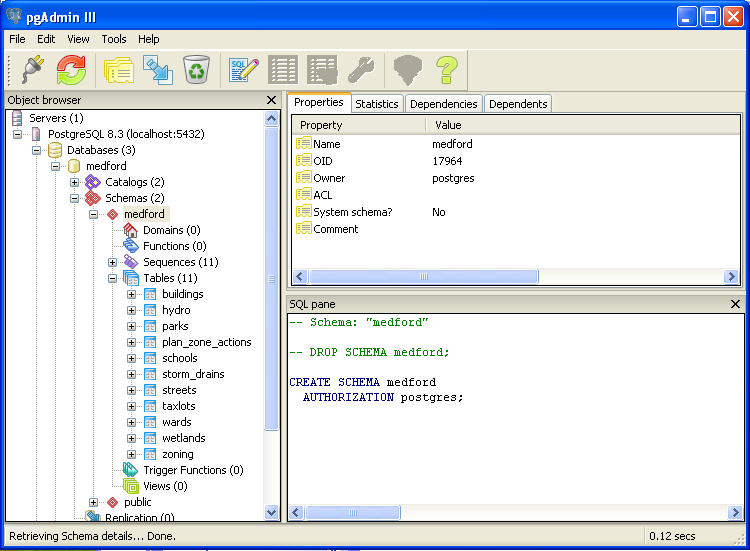 pgAdmin III
File Edit View Tools Help
SQL
Object browser
Servers (1)
PostgreSQL 8.3 (localhost:5432)
Databases (3)
medford
Catalogs (2)
Schemas (2)
medford
Domains (0)
Functions (0)
Sequences (11)
Tables (11)
buildings
hydro
parks
plan_zone_actions
schools
storm_drains
streets
taxlots
wards
wetlands
zoning
Trigger Functions (0)
Views (0)
public
Replication (0)
Properties Statistics Dependencies Dependents
Property Value
Name medford
OID 17964
Owner postgres
ACL
System schema? No
Comment
SQL pane
-- Schema: "medford"
-- DROP SCHEMA medford;
CREATE SCHEMA medford
AUTHORIZATION postgres;
Retrieving Schema details... Done. 0.12 secs